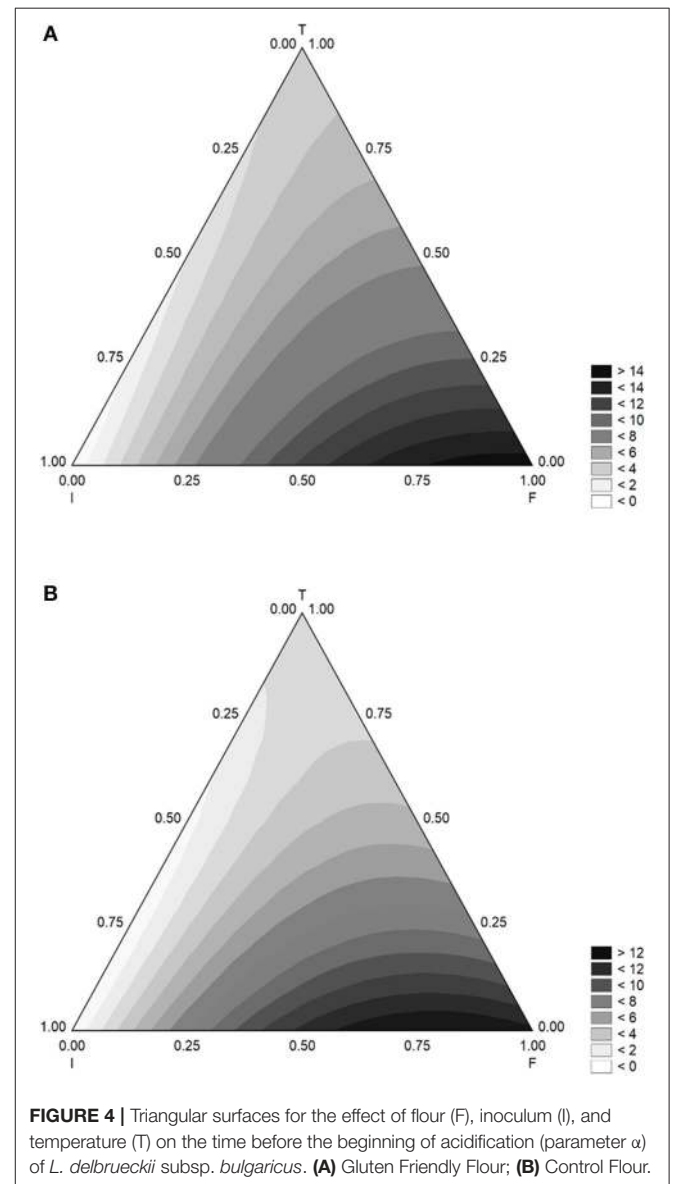 A
T
0.00 1.00
0.25 0.75
0.50 0.50
0.75 0.25
1.00 0.00
0.00 0.25 0.50 0.75 1.00
I F
> 14
< 14
< 12
< 10
< 8
< 6
< 4
< 2
< 0
B
T
0.00 1.00
0.25 0.75
0.50 0.50
0.75 0.25
1.00 0.00
0.00 0.25 0.50 0.75 1.00
I F
> 12
< 12
< 10
< 8
< 6
< 4
< 2
< 0
FIGURE 4 | Triangular surfaces for the effect of flour (F), inoculum (I), and
temperature (T) on the time before the beginning of acidification (parameter α)
of L. delbrueckii subsp. bulgaricus. (A) Gluten Friendly Flour; (B) Control Flour.